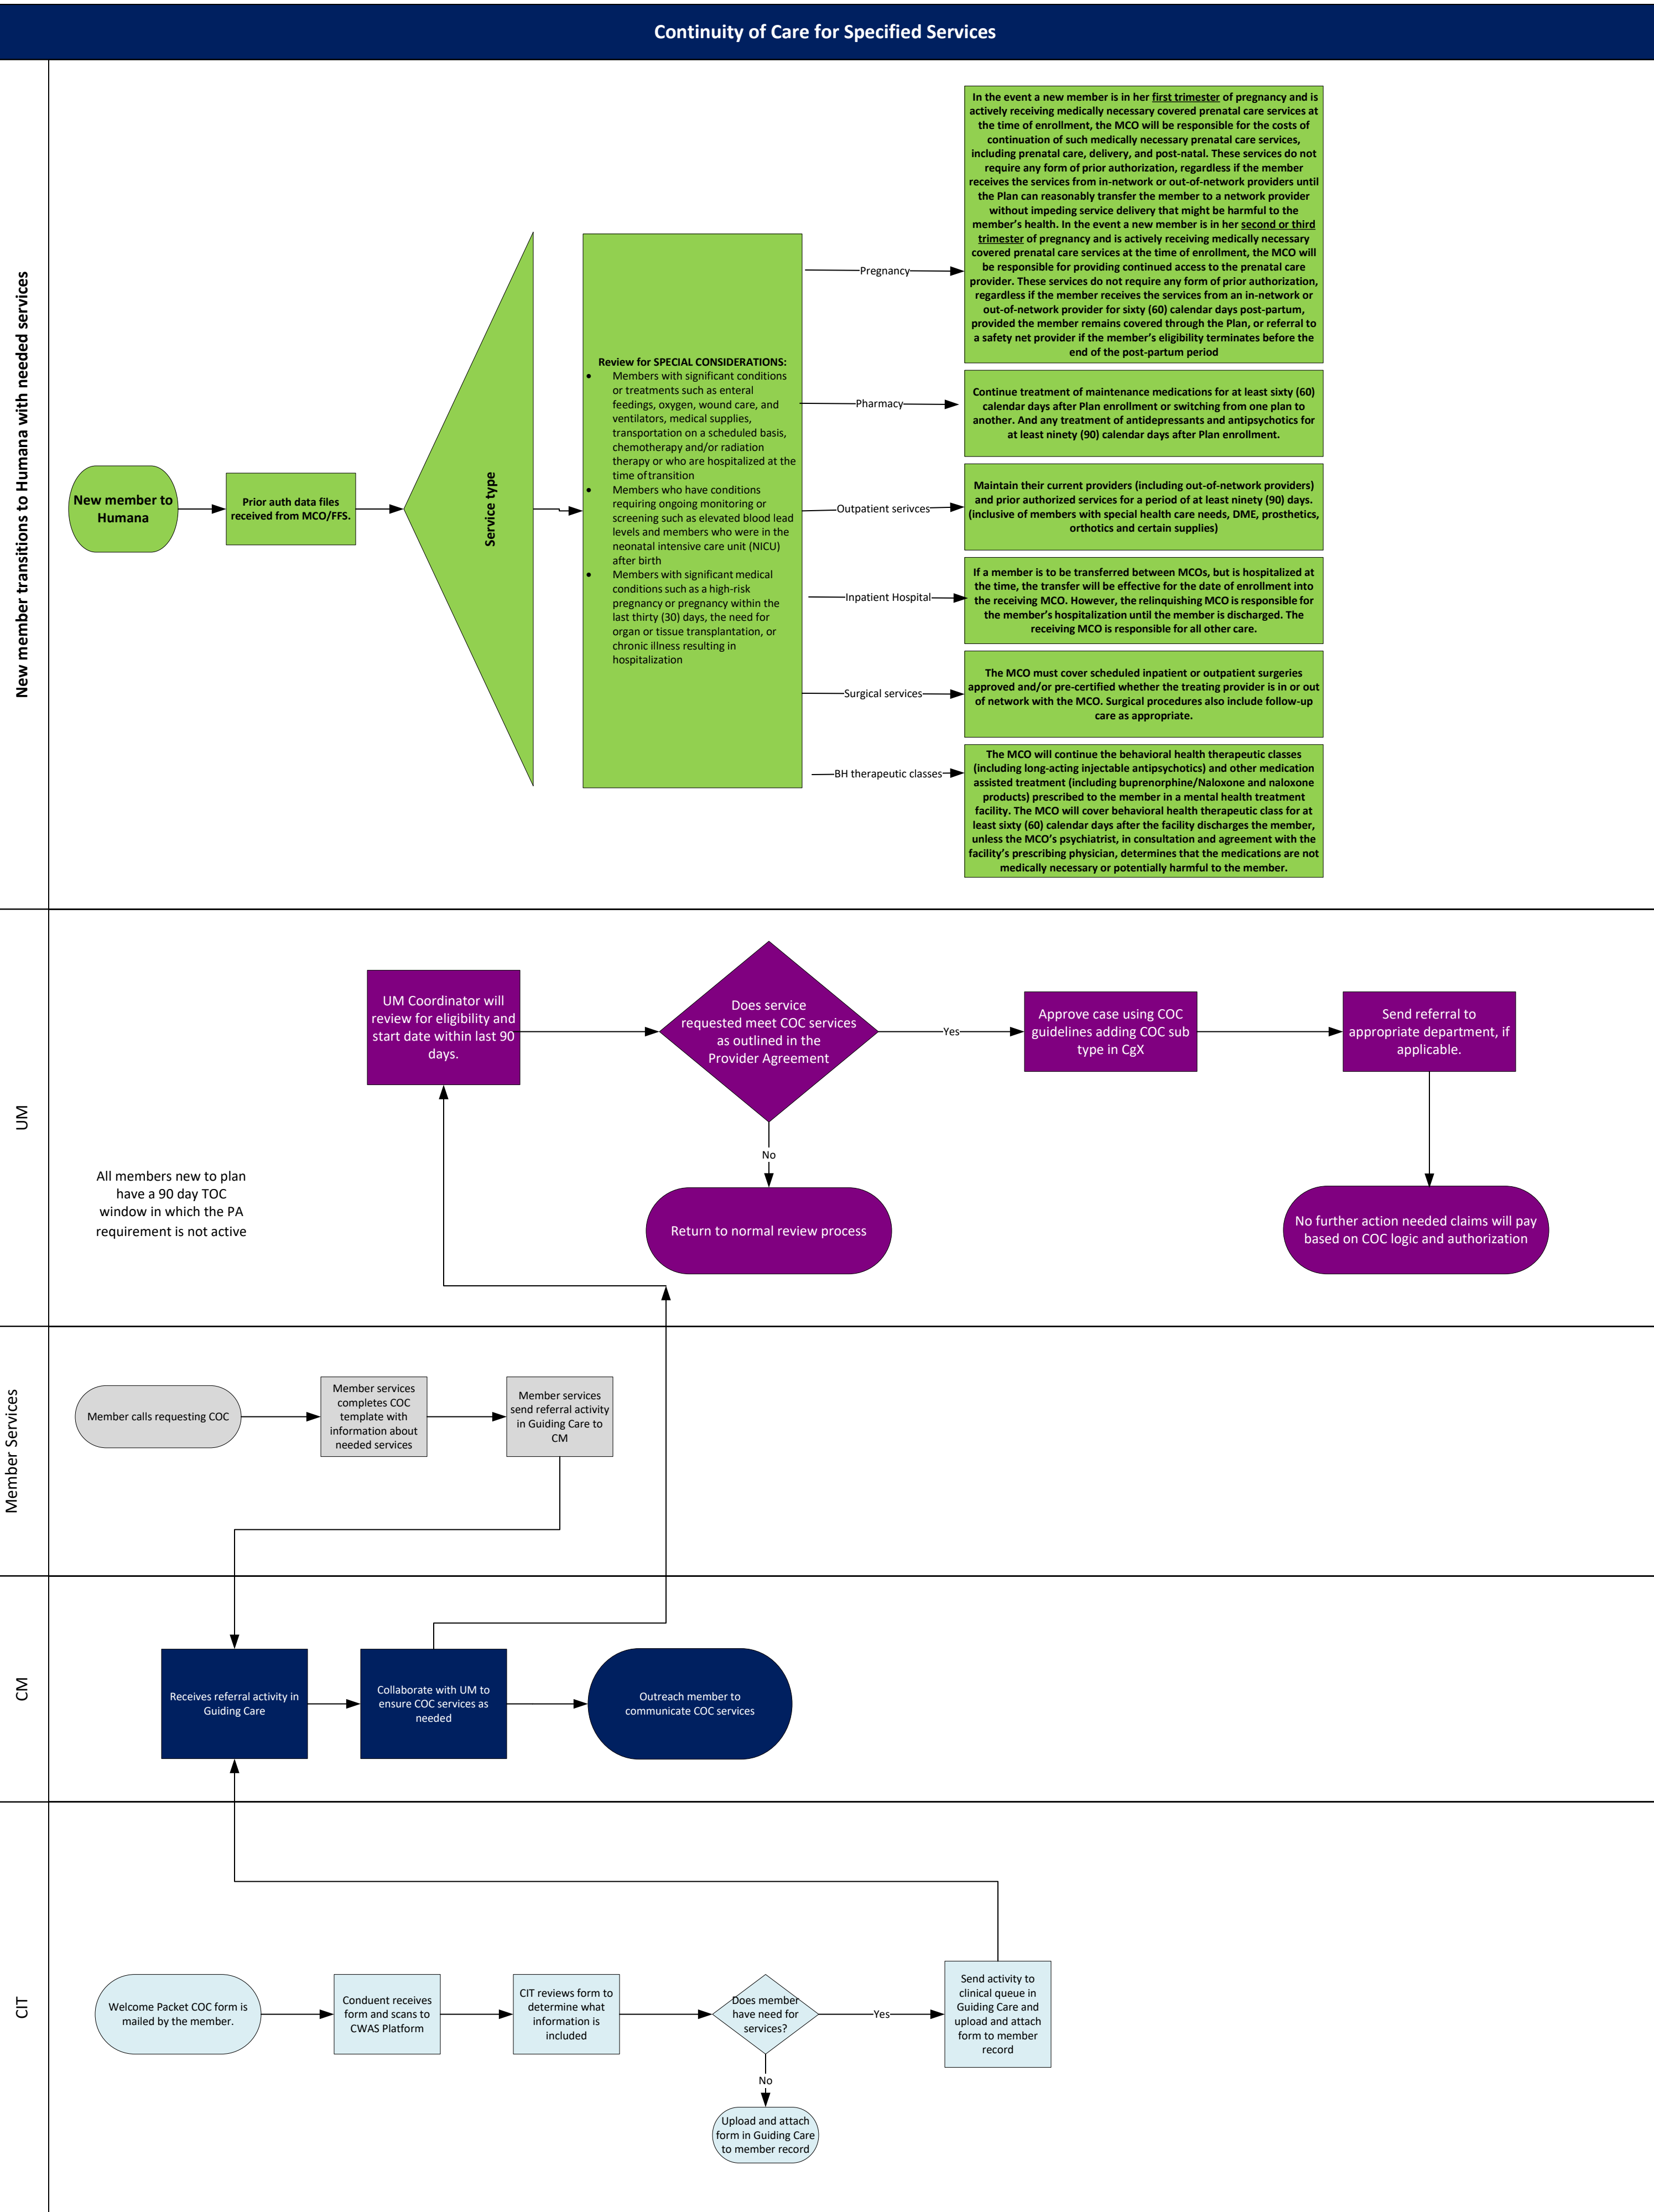 Continuity of Care for Specified Services
New member transitions to Humana with needed services
New member to
Humana
Prior auth data files
received from MCO/FFS.
Service type
Review for SPECIAL CONSIDERATIONS:
• Members with significant conditions
or treatments such as enteral
feedings, oxygen, wound care, and
ventilators, medical supplies,
transportation on a scheduled basis,
chemotherapy and/or radiation
therapy or who are hospitalized at the
time of transition
• Members who have conditions
requiring ongoing monitoring or
screening such as elevated blood lead
levels and members who were in the
neonatal intensive care unit (NICU)
after birth
• Members with significant medical
conditions such as a high-risk
pregnancy or pregnancy within the
last thirty (30) days, the need for
organ or tissue transplantation, or
chronic illness resulting in
hospitalization
Pregnancy
In the event a new member is in her first trimester of pregnancy and is
actively receiving medically necessary covered prenatal care services at
the time of enrollment, the MCO will be responsible for the costs of
continuation of such medically necessary prenatal care services,
including prenatal care, delivery, and post-natal. These services do not
require any form of prior authorization, regardless if the member
receives the services from in-network or out-of-network providers until
the Plan can reasonably transfer the member to a network provider
without impeding service delivery that might be harmful to the
member's health. In the event a new member is in her second or third
trimester of pregnancy and is actively receiving medically necessary
covered prenatal care services at the time of enrollment, the MCO will
be responsible for providing continued access to the prenatal care
provider. These services do not require any form of prior authorization,
regardless if the member receives the services from an in-network or
out-of-network provider for sixty (60) calendar days post-partum,
provided the member remains covered through the Plan, or referral to
a safety net provider if the member's eligibility terminates before the
end of the post-partum period
Pharmacy
Continue treatment of maintenance medications for at least sixty (60)
calendar days after Plan enrollment or switching from one plan to
another. And any treatment of antidepressants and antipsychotics for
at least ninety (90) calendar days after Plan enrollment.
Outpatient serivces
Maintain their current providers (including out-of-network providers)
and prior authorized services for a period of at least ninety (90) days.
(inclusive of members with special health care needs, DME, prosthetics,
orthotics and certain supplies)
Inpatient Hospital
If a member is to be transferred between MCOs, but is hospitalized at
the time, the transfer will be effective for the date of enrollment into
the receiving MCO. However, the relinquishing MCO is responsible for
the member's hospitalization until the member is discharged. The
receiving MCO is responsible for all other care.
Surgical services
The MCO must cover scheduled inpatient or outpatient surgeries
approved and/or pre-certified whether the treating provider is in or out
of network with the MCO. Surgical procedures also include follow-up
care as appropriate.
BH therapeutic classes
The MCO will continue the behavioral health therapeutic classes
(including long-acting injectable antipsychotics) and other medication
assisted treatment (including buprenorphine/Naloxone and naloxone
products) prescribed to the member in a mental health treatment
facility. The MCO will cover behavioral health therapeutic class for at
least sixty (60) calendar days after the facility discharges the member,
unless the MCO's psychiatrist, in consultation and agreement with the
facility's prescribing physician, determines that the medications are not
medically necessary or potentially harmful to the member.
UM
UM Coordinator will
review for eligibility and
start date within last 90
days.
Does service
requested meet COC services
as outlined in the
Provider Agreement
Yes
Approve case using COC
guidelines adding COC sub
type in CgX
Send referral to
appropriate department, if
applicable.
No
Return to normal review process
No further action needed claims will pay
based on COC logic and authorization
All members new to plan
have a 90 day TOC
window in which the PA
requirement is not active
Member Services
Member calls requesting COC
Member services
completes COC
template with
information about
needed services
Member services
send referral activity
in Guiding Care to
CM
CM
Receives referral activity in
Guiding Care
Collaborate with UM to
ensure COC services as
needed
Outreach member to
communicate COC services
CIT
Welcome Packet COC form is
mailed by the member.
Conduent receives
form and scans to
CWAS Platform
CIT reviews form to
determine what
information is
included
Does member
have need for
services?
Yes
Send activity to
clinical queue in
Guiding Care and
upload and attach
form to member
record
No
Upload and attach
form in Guiding Care
to member record